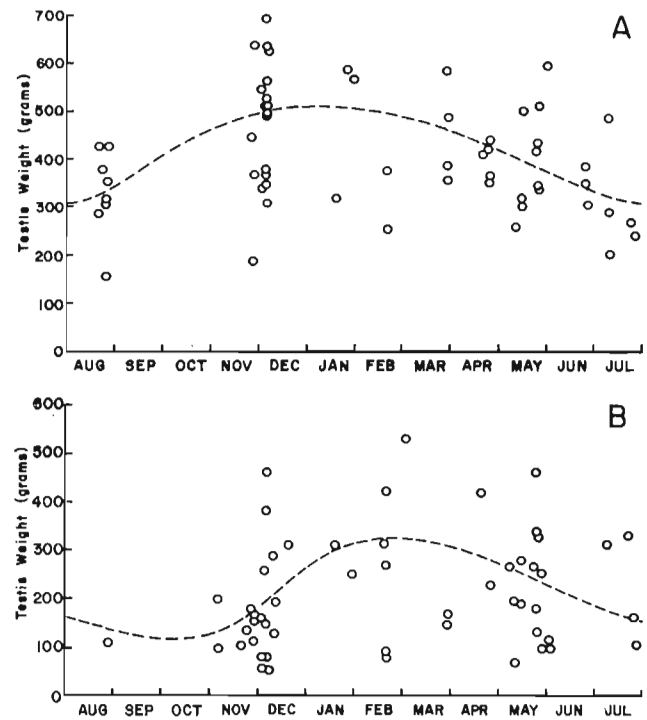 A
700
600
500
400
300
200
100
0
Testis Weight (grams)
AUG SEP OCT NOV DEC JAN FEB MAR APR MAY JUN JUL
B
600
500
400
300
200
100
0
Testis Weight (grams)
AUG SEP OCT NOV DEC JAN FEB MAR APR MAY JUN JUL